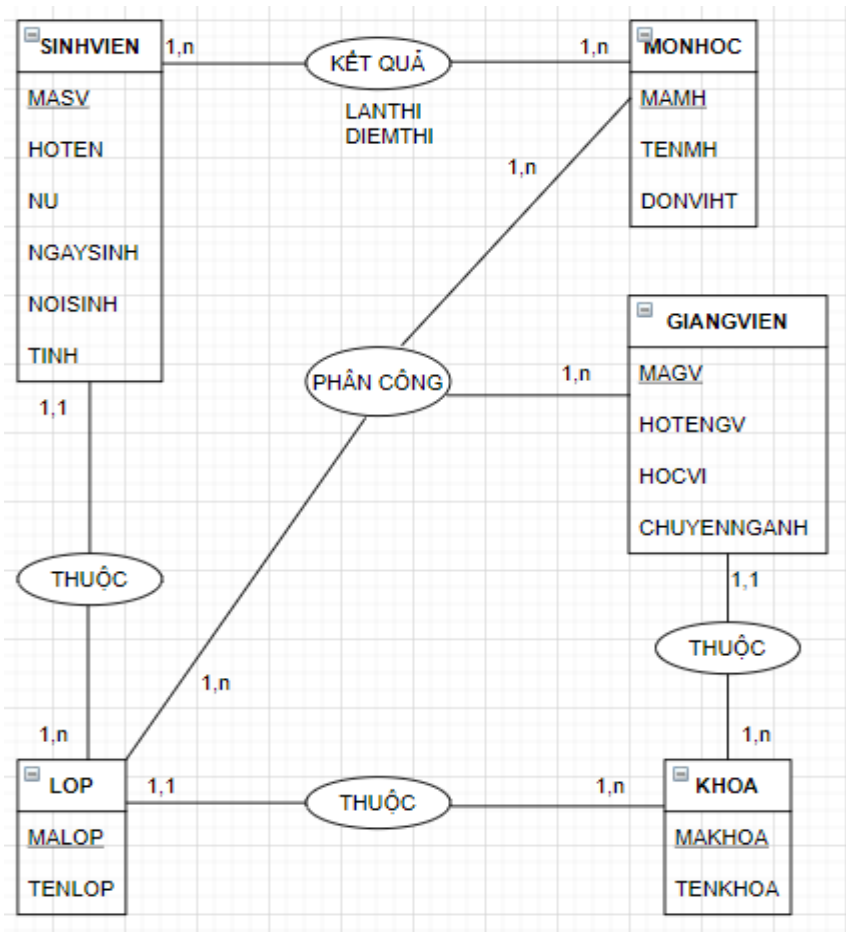 SINHVIEN
MASV
HOTEN
NU
NGAYSINH
NOISINH
TINH
1,n
KẾT QUẢ
LANTHI
DIEMTHI
1,n
MONHOC
MAMH
TENMH
DONVIHT
1,n
PHÂN CÔNG
1,n
GIANGVIEN
MAGV
HOTENGV
HOCVI
CHUYENNGANH
1,1
THUỘC
1,n
1,n
1,1
THUỘC
1,n
LOP
MALOP
TENLOP
1,1
THUỘC
1,n
KHOA
MAKHOA
TENKHOA